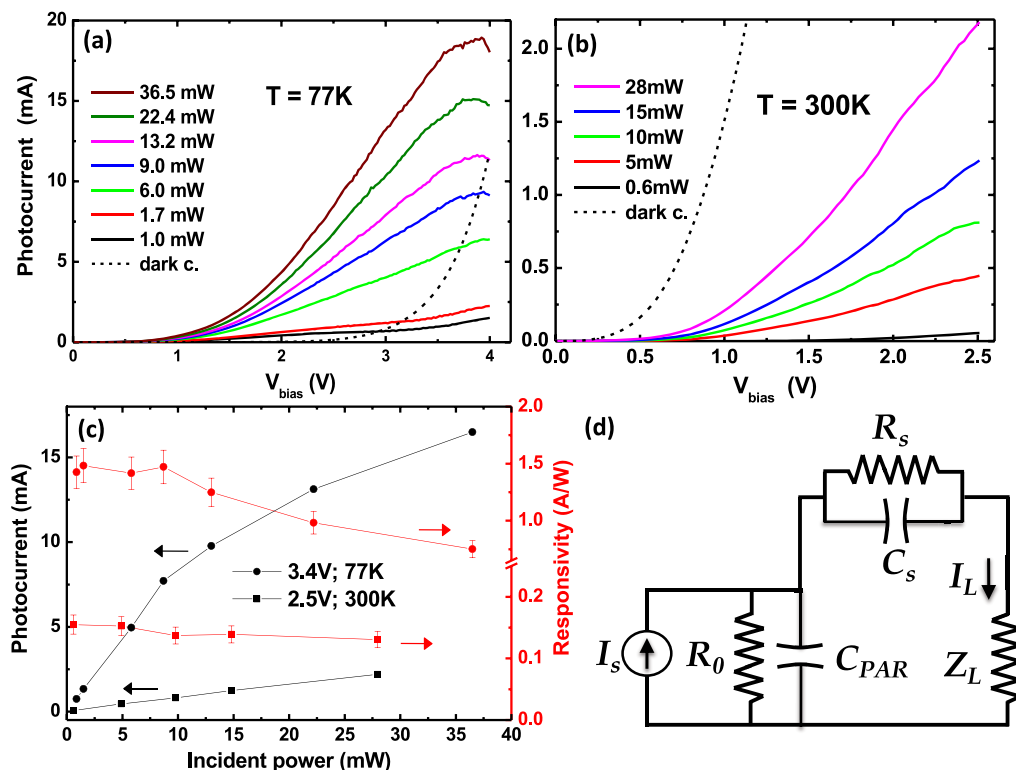 (a)
T = 77K
36.5 mW
22.4 mW
13.2 mW
9.0 mW
6.0 mW
1.7 mW
1.0 mW
dark c.
Photocurrent (mA)
20
15
10
5
0
0 1 2 3 4
V_bias (V)
(b)
T = 300K
28mW
15mW
10mW
5mW
0.6mW
dark c.
2.0
1.5
1.0
0.5
0.0
0.0 0.5 1.0 1.5 2.0 2.5
V_bias (V)
(c)
Photocurrent (mA)
15
10
5
0
3.4V; 77K
2.5V; 300K
0 5 10 15 20 25 30 35 40
Incident power (mW)
2.0
1.5
1.0
0.2
0.1
0.0
Responsivity (A/W)
(d)
R_s
C_s
I_L
I_s
R_0
C_PAR
Z_L